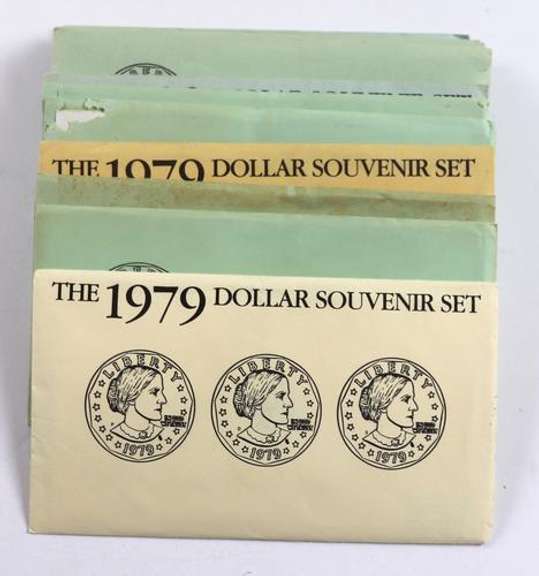 THE 1979 DOLLAR SOUVENIR SET
THE 1979 DOLLAR SOUVENIR SET
LIBERTY LIBERTY LIBERTY
1979 1979 1979